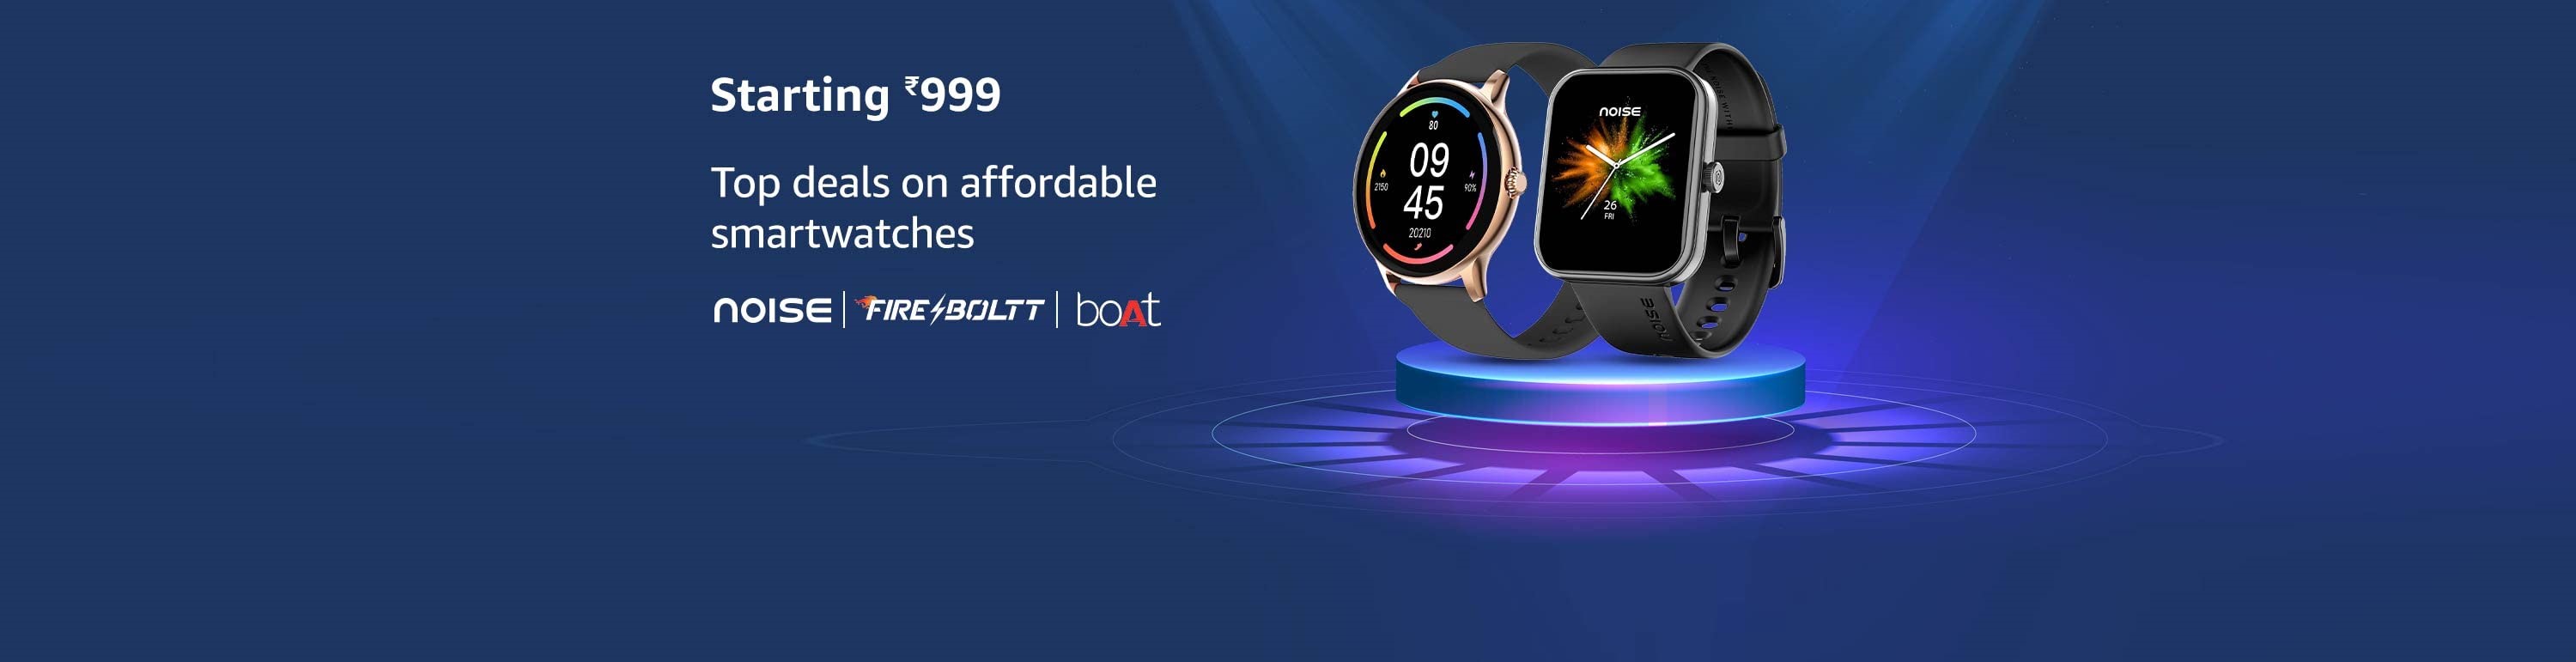 Starting ₹999
Top deals on affordable
smartwatches
noise | FIRE BOLTT | boAt
80
09
45
2150
90%
20210
NOISE
26
FRI
noise